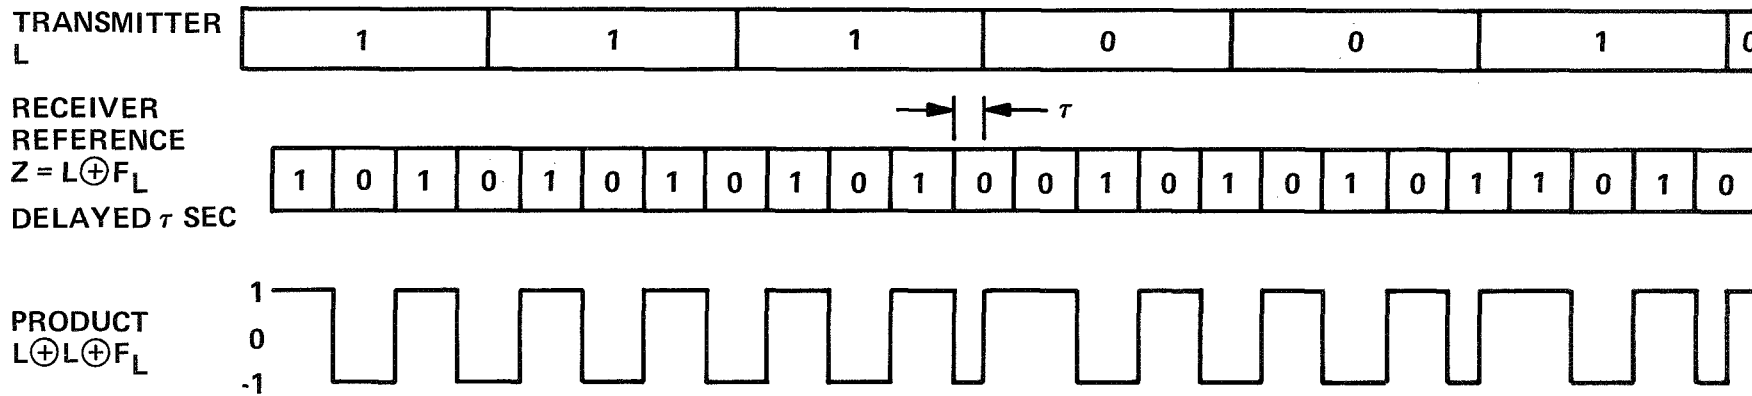 TRANSMITTER
L
1 1 1 0 0 1 0
RECEIVER
REFERENCE
Z = L⊕F_L
DELAYED τ SEC
τ
1 0 1 0 1 0 1 0 1 0 1 0 0 1 0 1 0 1 0 1 1 0 1 0
PRODUCT
L⊕L⊕F_L
1
0
-1